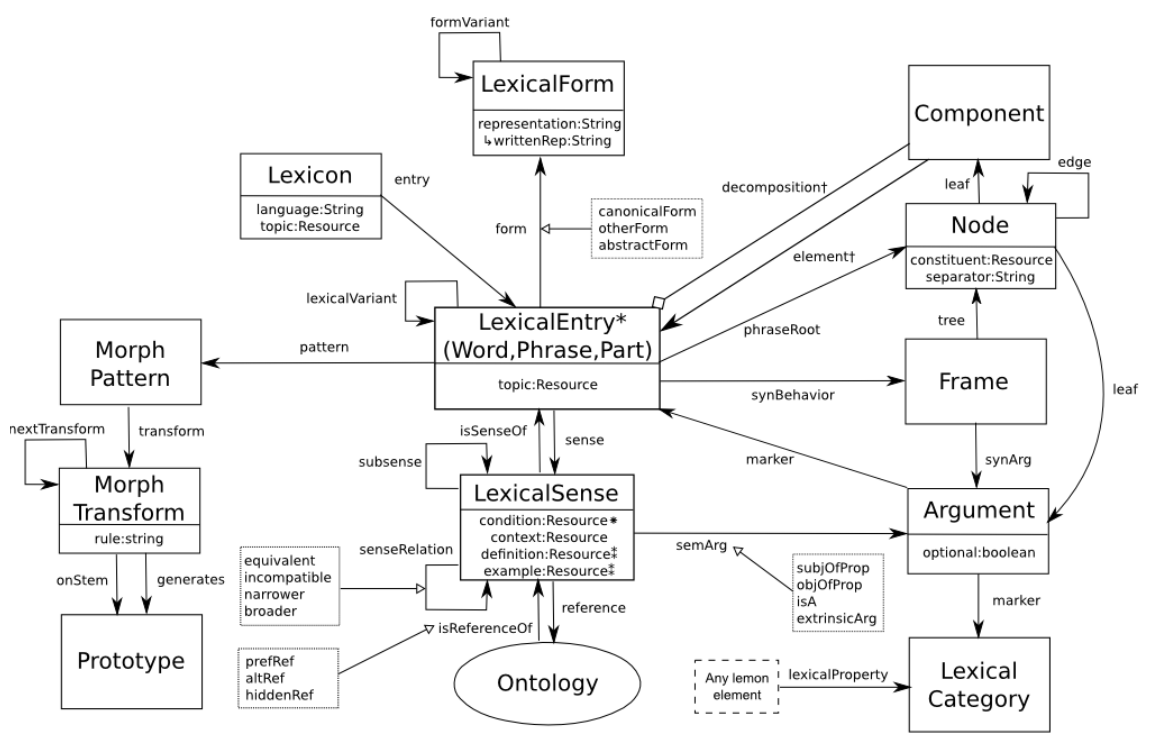 formVariant
LexicalForm
representation:String
↳writtenRep:String
Component
Lexicon
language:String
topic:Resource
entry
decomposition†
leaf
edge
form
canonicalForm
otherForm
abstractForm
Node
constituent:Resource
separator:String
element†
lexicalVariant
LexicalEntry*
(Word,Phrase,Part)
topic:Resource
phraseRoot
tree
Morph
Pattern
pattern
synBehavior
Frame
leaf
nextTransform
transform
isSenseOf
sense
subsense
marker
synArg
Morph
Transform
rule:string
LexicalSense
condition:Resource*
context:Resource
definition:Resource⁑
example:Resource⁑
Argument
optional:boolean
semArg
senseRelation
equivalent
incompatible
narrower
broader
subjOfProp
objOfProp
isA
extrinsicArg
onStem
generates
isReferenceOf
reference
marker
Prototype
prefRef
altRef
hiddenRef
Ontology
Any lemon
element
lexicalProperty
Lexical
Category